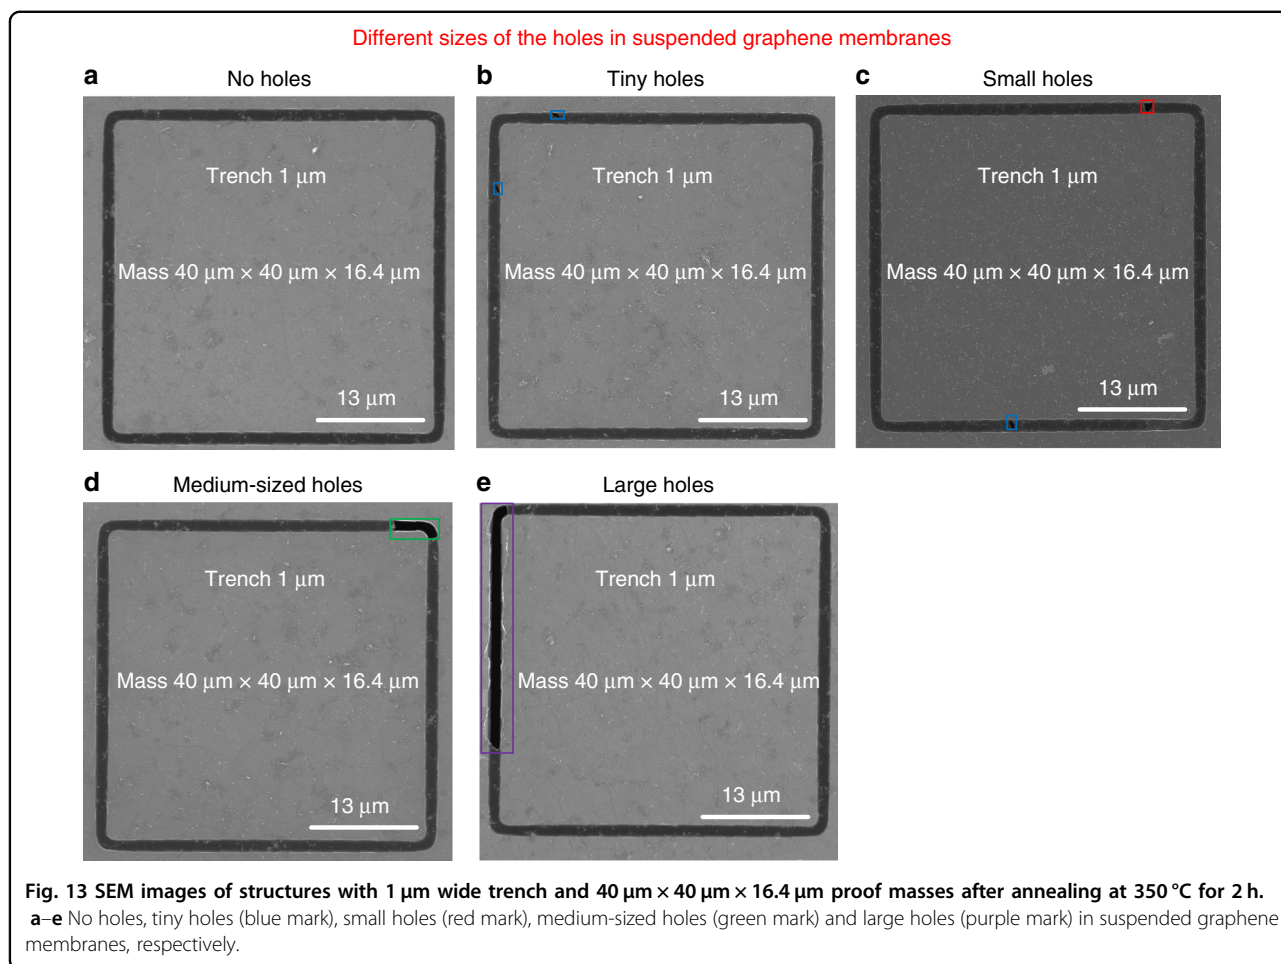 Different sizes of the holes in suspended graphene membranes
a No holes
Trench 1 μm
Mass 40 μm × 40 μm × 16.4 μm
13 μm
b Tiny holes
Trench 1 μm
Mass 40 μm × 40 μm × 16.4 μm
13 μm
c Small holes
Trench 1 μm
Mass 40 μm × 40 μm × 16.4 μm
13 μm
d Medium-sized holes
Trench 1 μm
Mass 40 μm × 40 μm × 16.4 μm
13 μm
e Large holes
Trench 1 μm
Mass 40 μm × 40 μm × 16.4 μm
13 μm
Fig. 13 SEM images of structures with 1 μm wide trench and 40 μm × 40 μm × 16.4 μm proof masses after annealing at 350 °C for 2 h.
a–e No holes, tiny holes (blue mark), small holes (red mark), medium-sized holes (green mark) and large holes (purple mark) in suspended graphene
membranes, respectively.